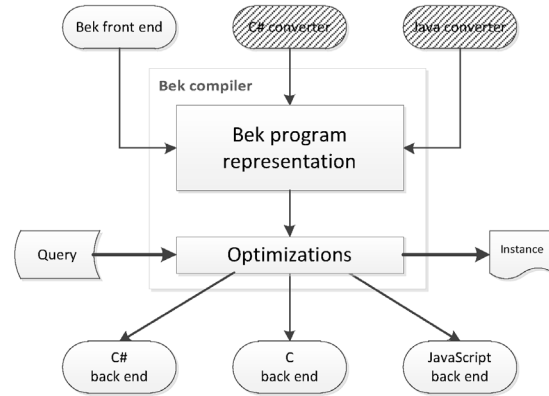 Bek front end
C# converter
Java converter
Bek compiler
Bek program
representation
Query
Optimizations
Instance
C#
back end
C
back end
JavaScript
back end